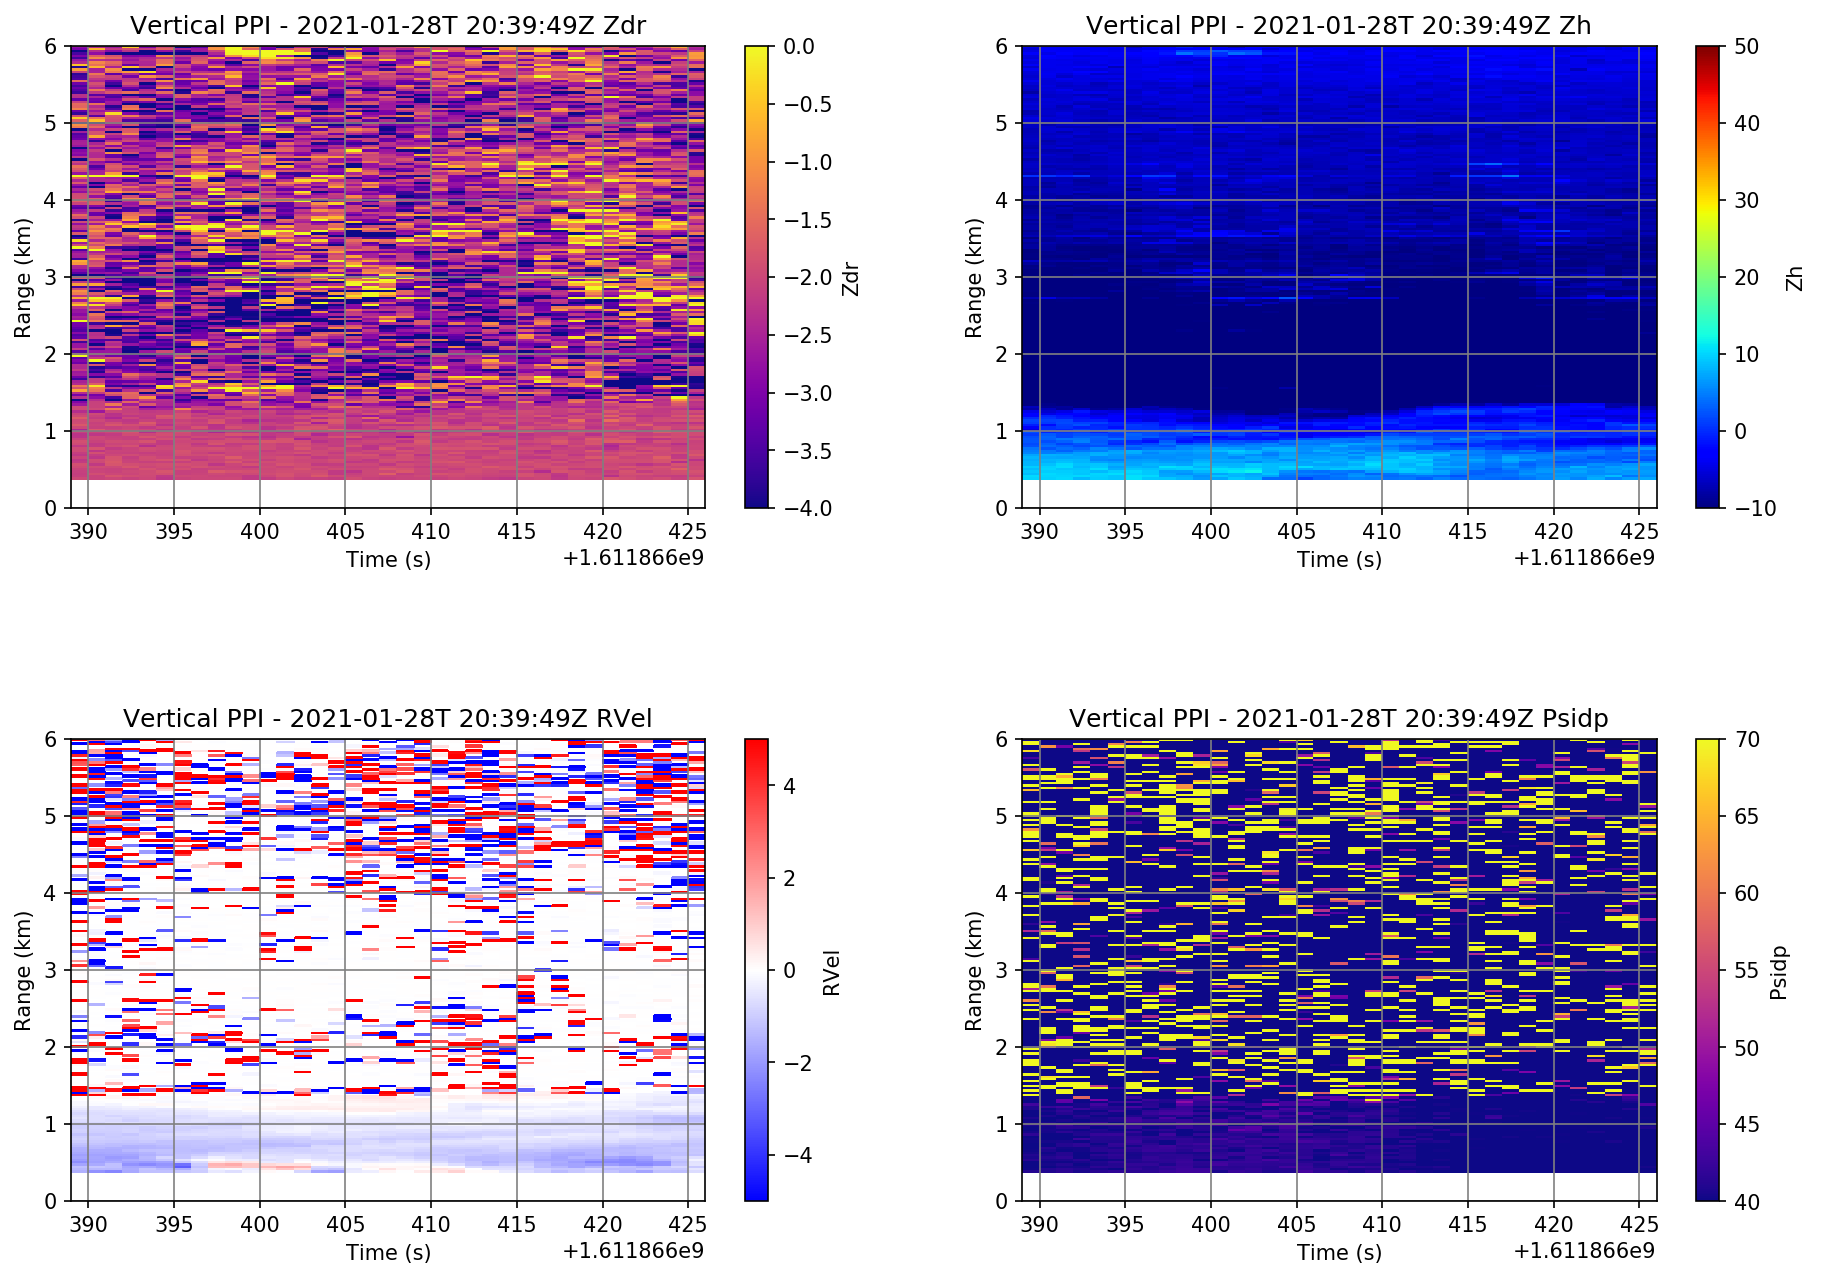 Vertical PPI - 2021-01-28T 20:39:49Z Zdr
6
5
4
3
2
1
0
Range (km)
390 395 400 405 410 415 420 425
Time (s)
+1.611866e9
0.0
−0.5
−1.0
−1.5
−2.0
−2.5
−3.0
−3.5
−4.0
Zdr
Vertical PPI - 2021-01-28T 20:39:49Z Zh
6
5
4
3
2
1
0
Range (km)
390 395 400 405 410 415 420 425
Time (s)
+1.611866e9
50
40
30
20
10
0
−10
Zh
Vertical PPI - 2021-01-28T 20:39:49Z RVel
6
5
4
3
2
1
0
Range (km)
390 395 400 405 410 415 420 425
Time (s)
+1.611866e9
4
2
0
−2
−4
RVel
Vertical PPI - 2021-01-28T 20:39:49Z Psidp
6
5
4
3
2
1
0
Range (km)
390 395 400 405 410 415 420 425
Time (s)
+1.611866e9
70
65
60
55
50
45
40
Psidp